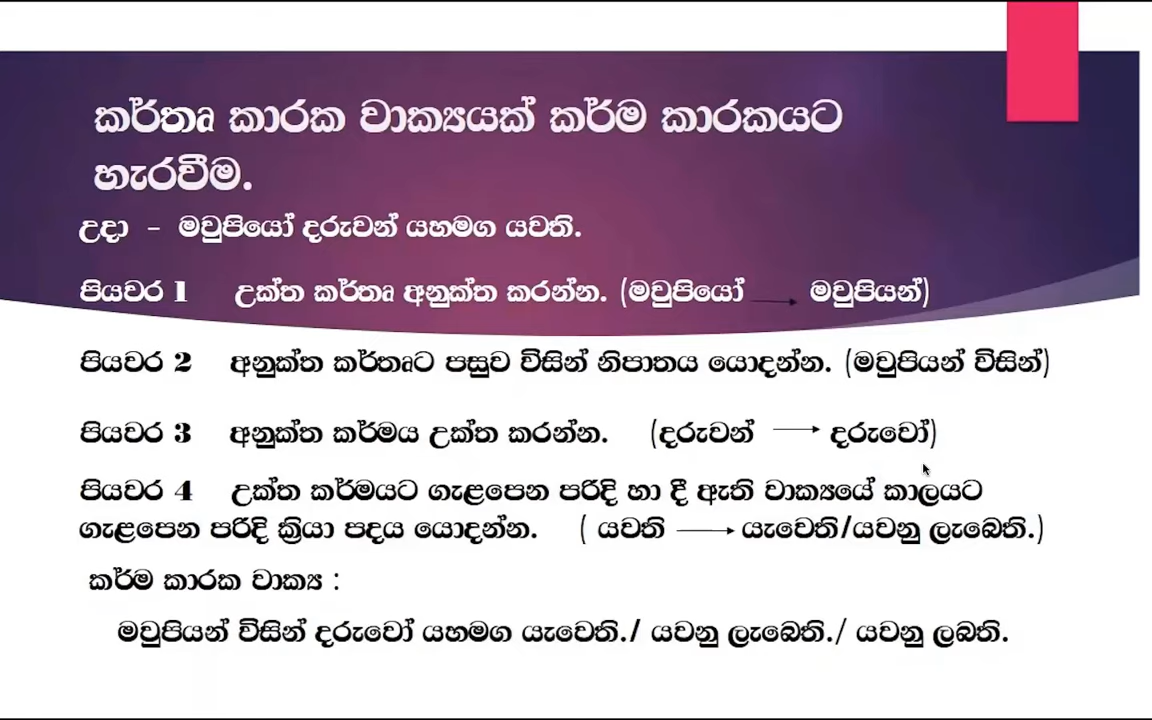 කර්තෘ කාරක වාක්‍යයක් කර්ම කාරකයට
හැරවීම.
උදා - මවුපියෝ දරුවන් යහමග යවති.
පියවර 1 උක්ත කර්තෘ අනුක්ත කරන්න. (මවුපියෝ → මවුපියන්)
පියවර 2 අනුක්ත කර්තෘට පසුව විසින් නිපාතය යොදන්න. (මවුපියන් විසින්)
පියවර 3 අනුක්ත කර්මය උක්ත කරන්න. (දරුවන් → දරුවෝ)
පියවර 4 උක්ත කර්මයට ගැළපෙන පරිදි හා දී ඇති වාක්‍යයේ කාලයට
ගැළපෙන පරිදි ක්‍රියා පදය යොදන්න. ( යවති → යැවෙති/යවනු ලැබෙති.)
කර්ම කාරක වාක්‍ය :
මවුපියන් විසින් දරුවෝ යහමග යැවෙති./ යවනු ලැබෙති./ යවනු ලබති.